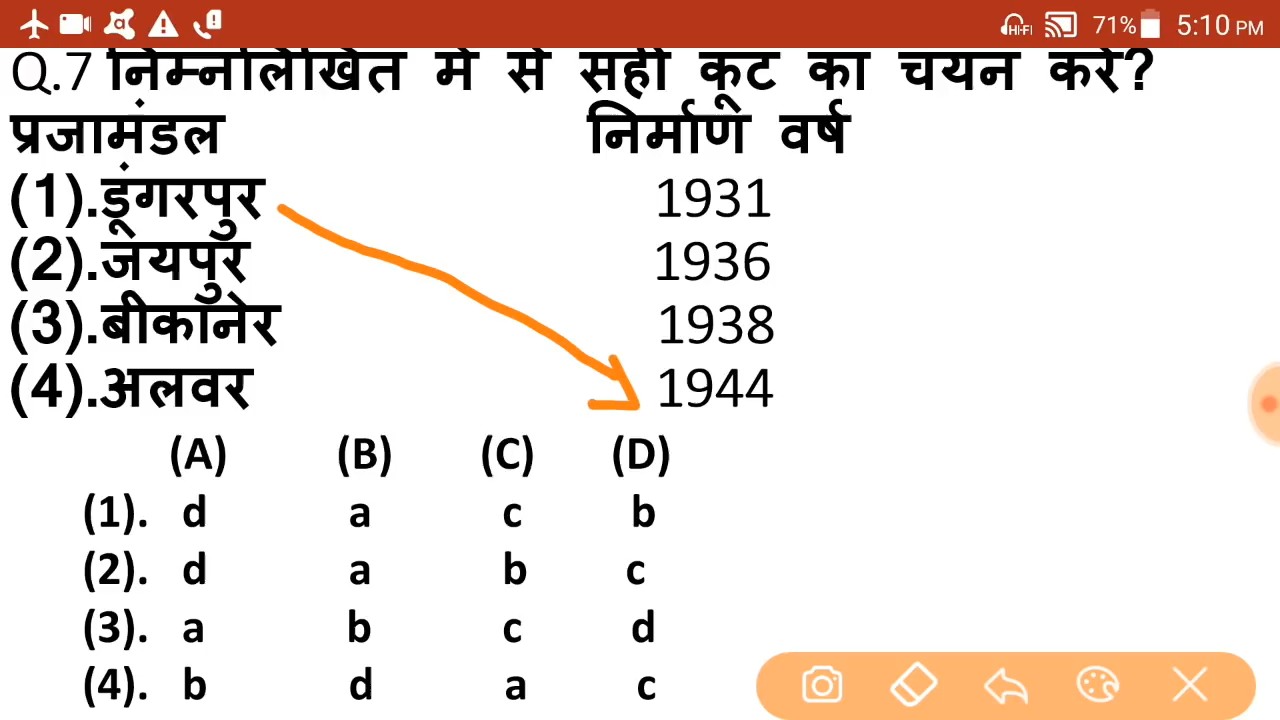 71% 5:10 PM
Q.7 निम्नलिखित में से सही कूट का चयन करें?
प्रजामंडल निर्माण वर्ष
(1).डूंगरपुर 1931
(2).जयपुर 1936
(3).बीकानेर 1938
(4).अलवर 1944
(A) (B) (C) (D)
(1). d a c b
(2). d a b c
(3). a b c d
(4). b d a c